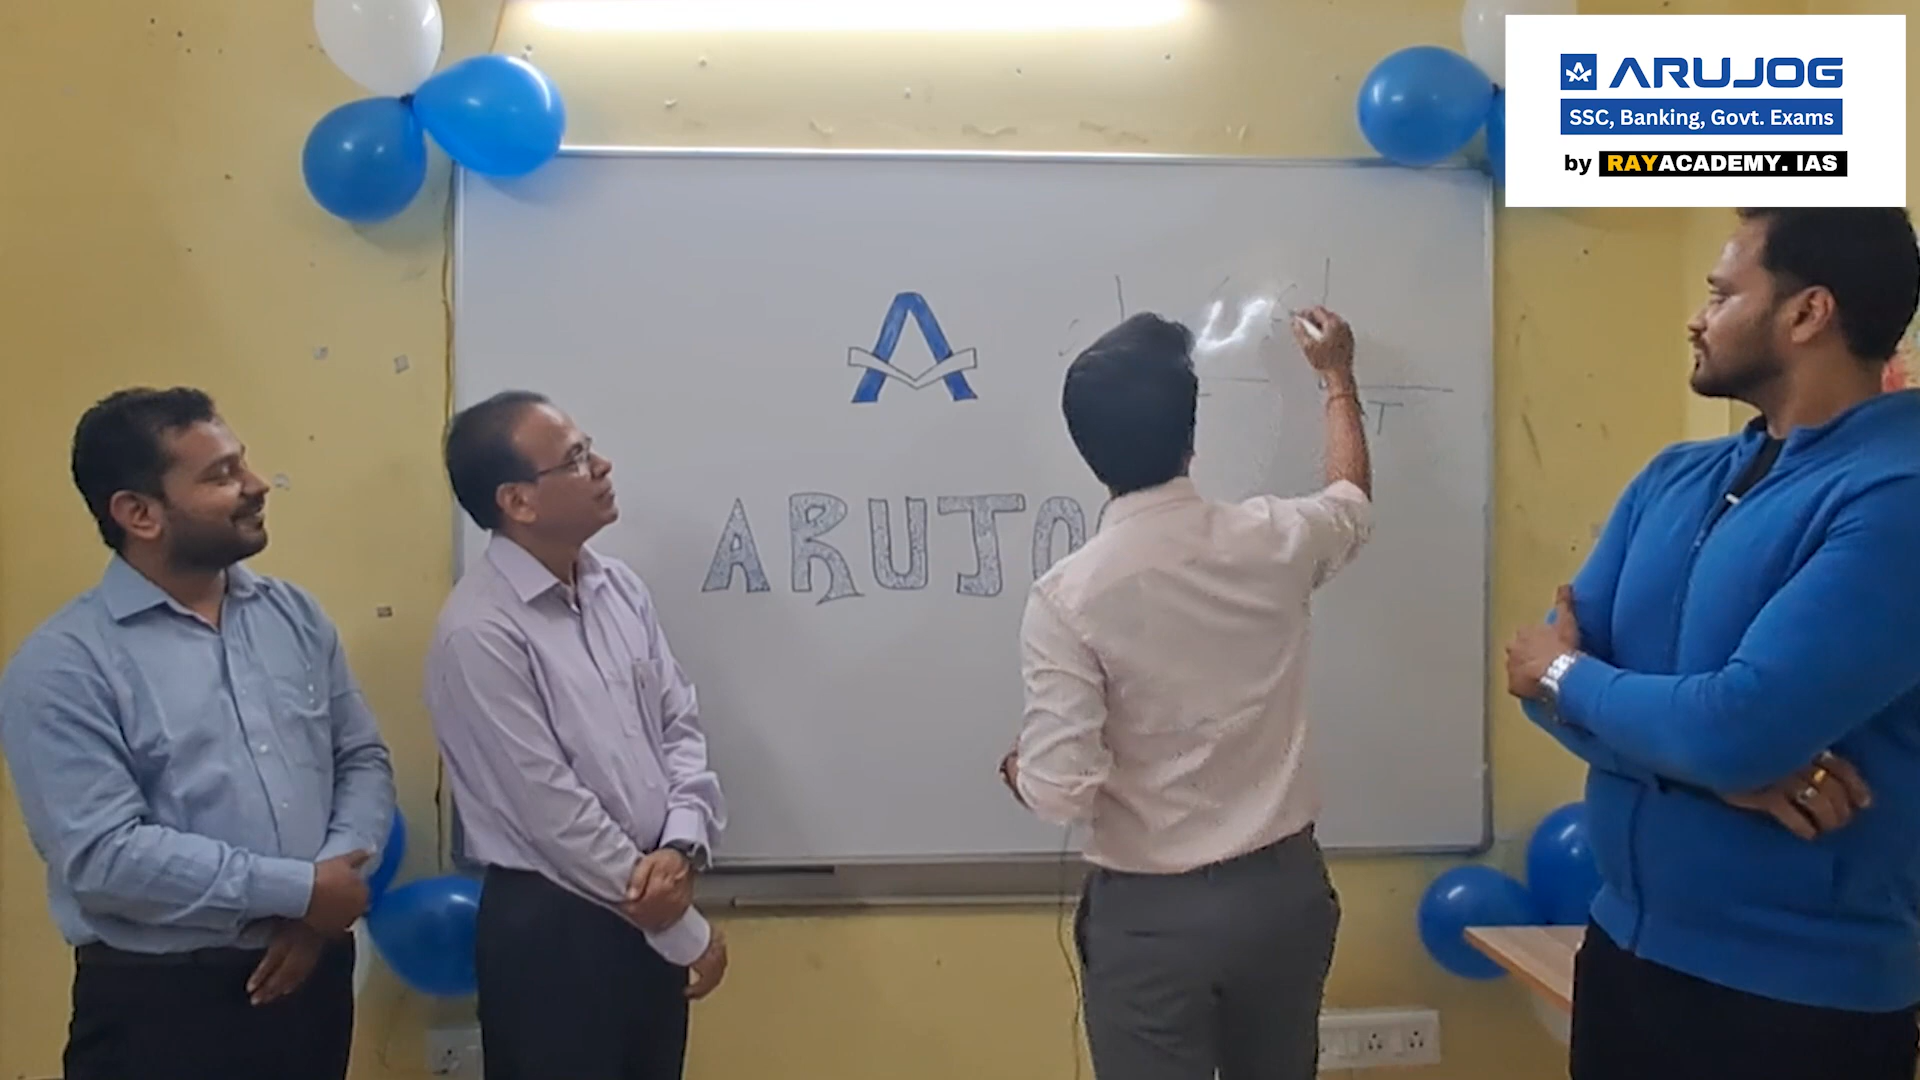 ARUJOG
SSC, Banking, Govt. Exams
by RAYACADEMY. IAS
A
ARUJO
T